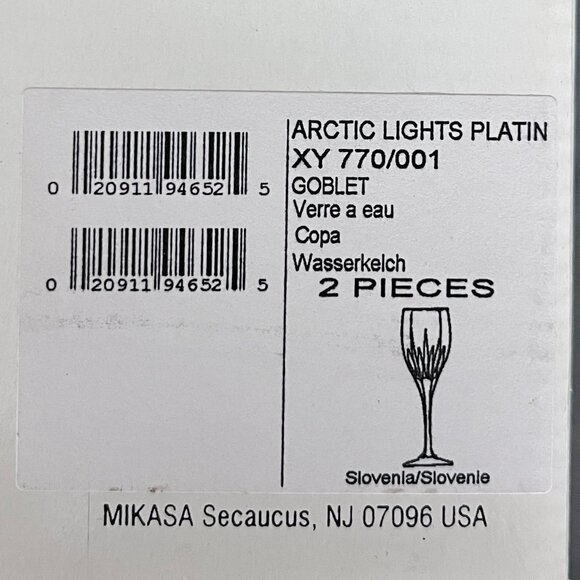 0 20911 94652 5
0 20911 94652 5
ARCTIC LIGHTS PLATIN
XY 770/001
GOBLET
Verre a eau
Copa
Wasserkelch
2 PIECES
Slovenia/Slovenie
MIKASA Secaucus, NJ 07096 USA